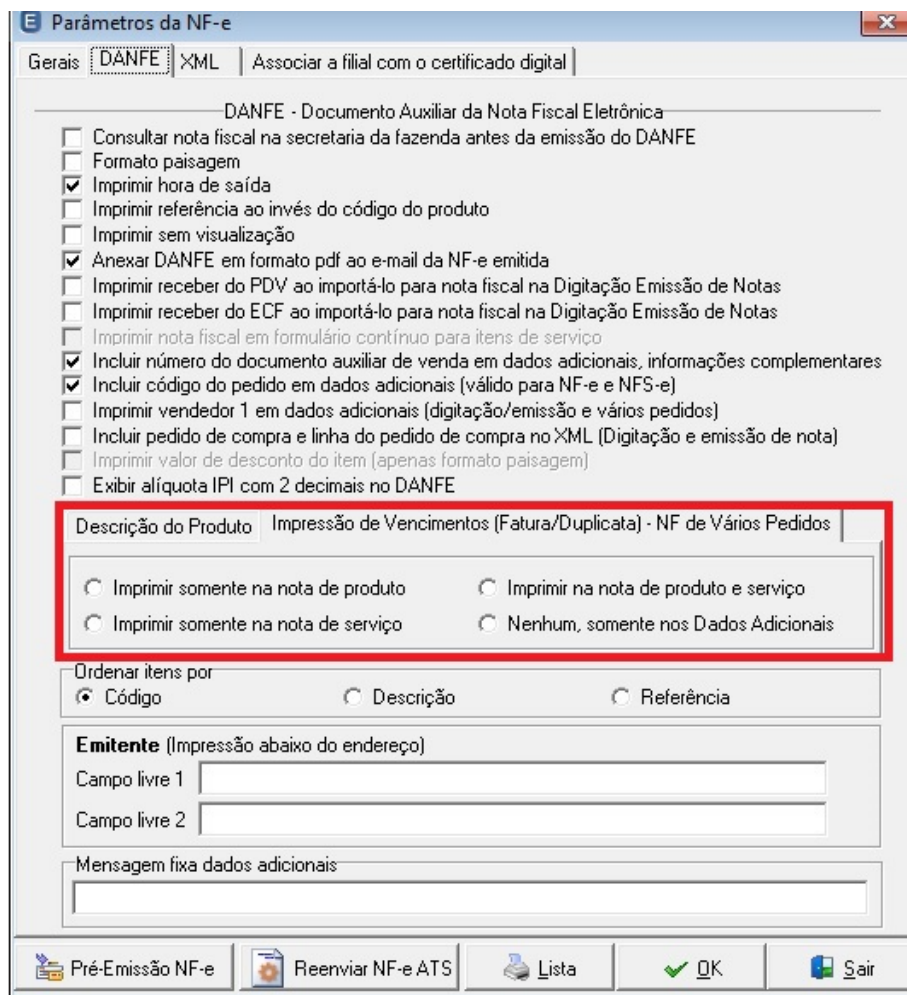 E Parâmetros da NF-e
Gerais DANFE XML Associar a filial com o certificado digital
DANFE - Documento Auxiliar da Nota Fiscal Eletrônica
Consultar nota fiscal na secretaria da fazenda antes da emissão do DANFE
Formato paisagem
Imprimir hora de saída
Imprimir referência ao invés do código do produto
Imprimir sem visualização
Anexar DANFE em formato pdf ao e-mail da NF-e emitida
Imprimir receber do PDV ao importá-lo para nota fiscal na Digitação Emissão de Notas
Imprimir receber do ECF ao importá-lo para nota fiscal na Digitação Emissão de Notas
Imprimir nota fiscal em formulário contínuo para itens de serviço
Incluir número do documento auxiliar de venda em dados adicionais, informações complementares
Incluir código do pedido em dados adicionais (válido para NF-e e NFS-e)
Imprimir vendedor 1 em dados adicionais (digitação/emissão e vários pedidos)
Incluir pedido de compra e linha do pedido de compra no XML (Digitação e emissão de nota)
Imprimir valor de desconto do item (apenas formato paisagem)
Exibir alíquota IPI com 2 decimais no DANFE
Descrição do Produto Impressão de Vencimentos (Fatura/Duplicata) - NF de Vários Pedidos
Imprimir somente na nota de produto Imprimir na nota de produto e serviço
Imprimir somente na nota de serviço Nenhum, somente nos Dados Adicionais
Ordenar itens por
Código Descrição Referência
Emitente (Impressão abaixo do endereço)
Campo livre 1
Campo livre 2
Mensagem fixa dados adicionais
Pré-Emissão NF-e Reenviar NF-e ATS Lista OK Sair